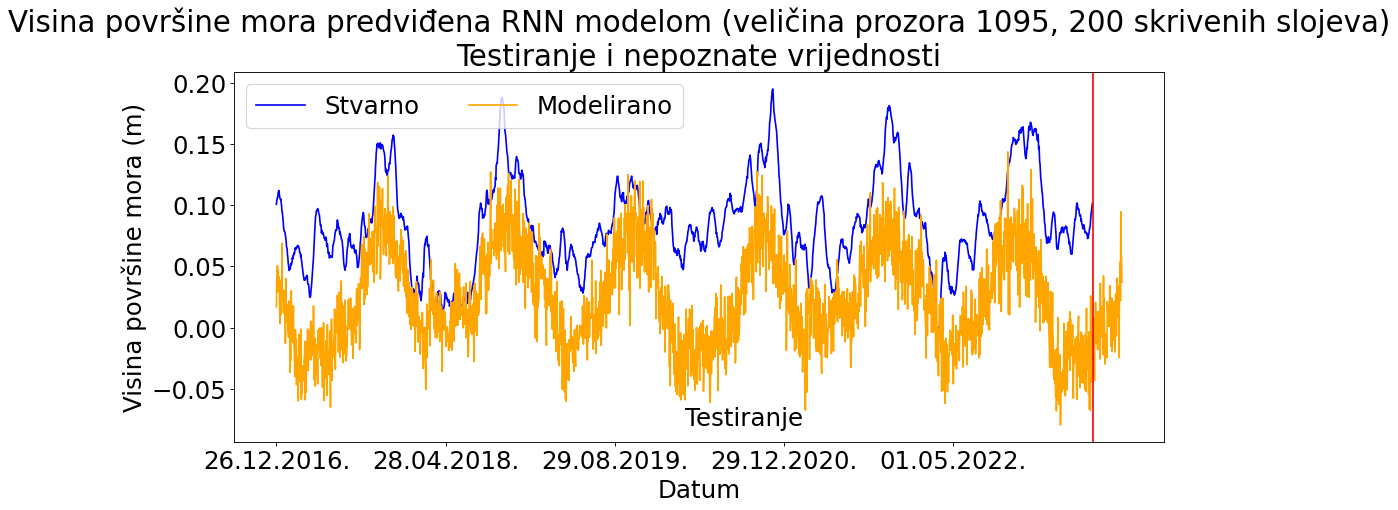 Visina površine mora predviđena RNN modelom (veličina prozora 1095, 200 skrivenih slojeva)
Testiranje i nepoznate vrijednosti
Stvarno Modelirano
Visina površine mora (m)
0.20
0.15
0.10
0.05
0.00
−0.05
Testiranje
26.12.2016. 28.04.2018. 29.08.2019. 29.12.2020. 01.05.2022.
Datum